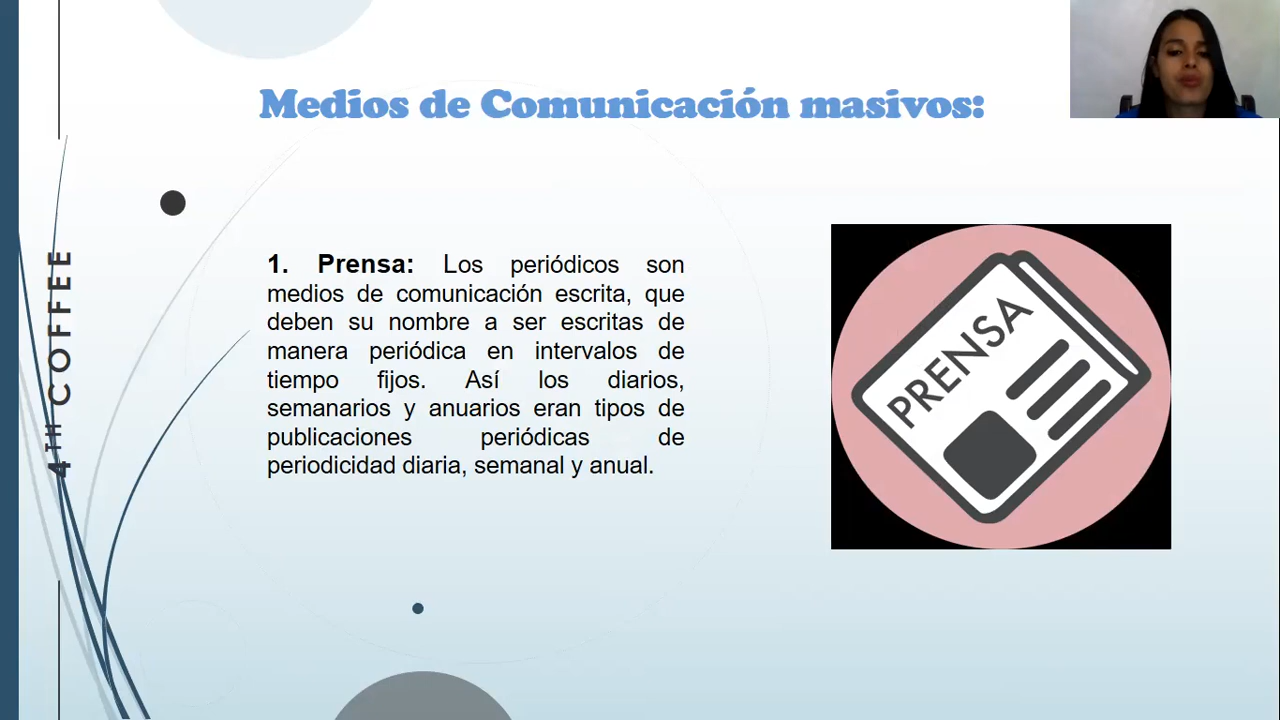 Medios de Comunicación masivos:
4TH COFFEE
1. Prensa: Los periódicos son
medios de comunicación escrita, que
deben su nombre a ser escritas de
manera periódica en intervalos de
tiempo fijos. Así los diarios,
semanarios y anuarios eran tipos de
publicaciones periódicas de
periodicidad diaria, semanal y anual.
PRENSA